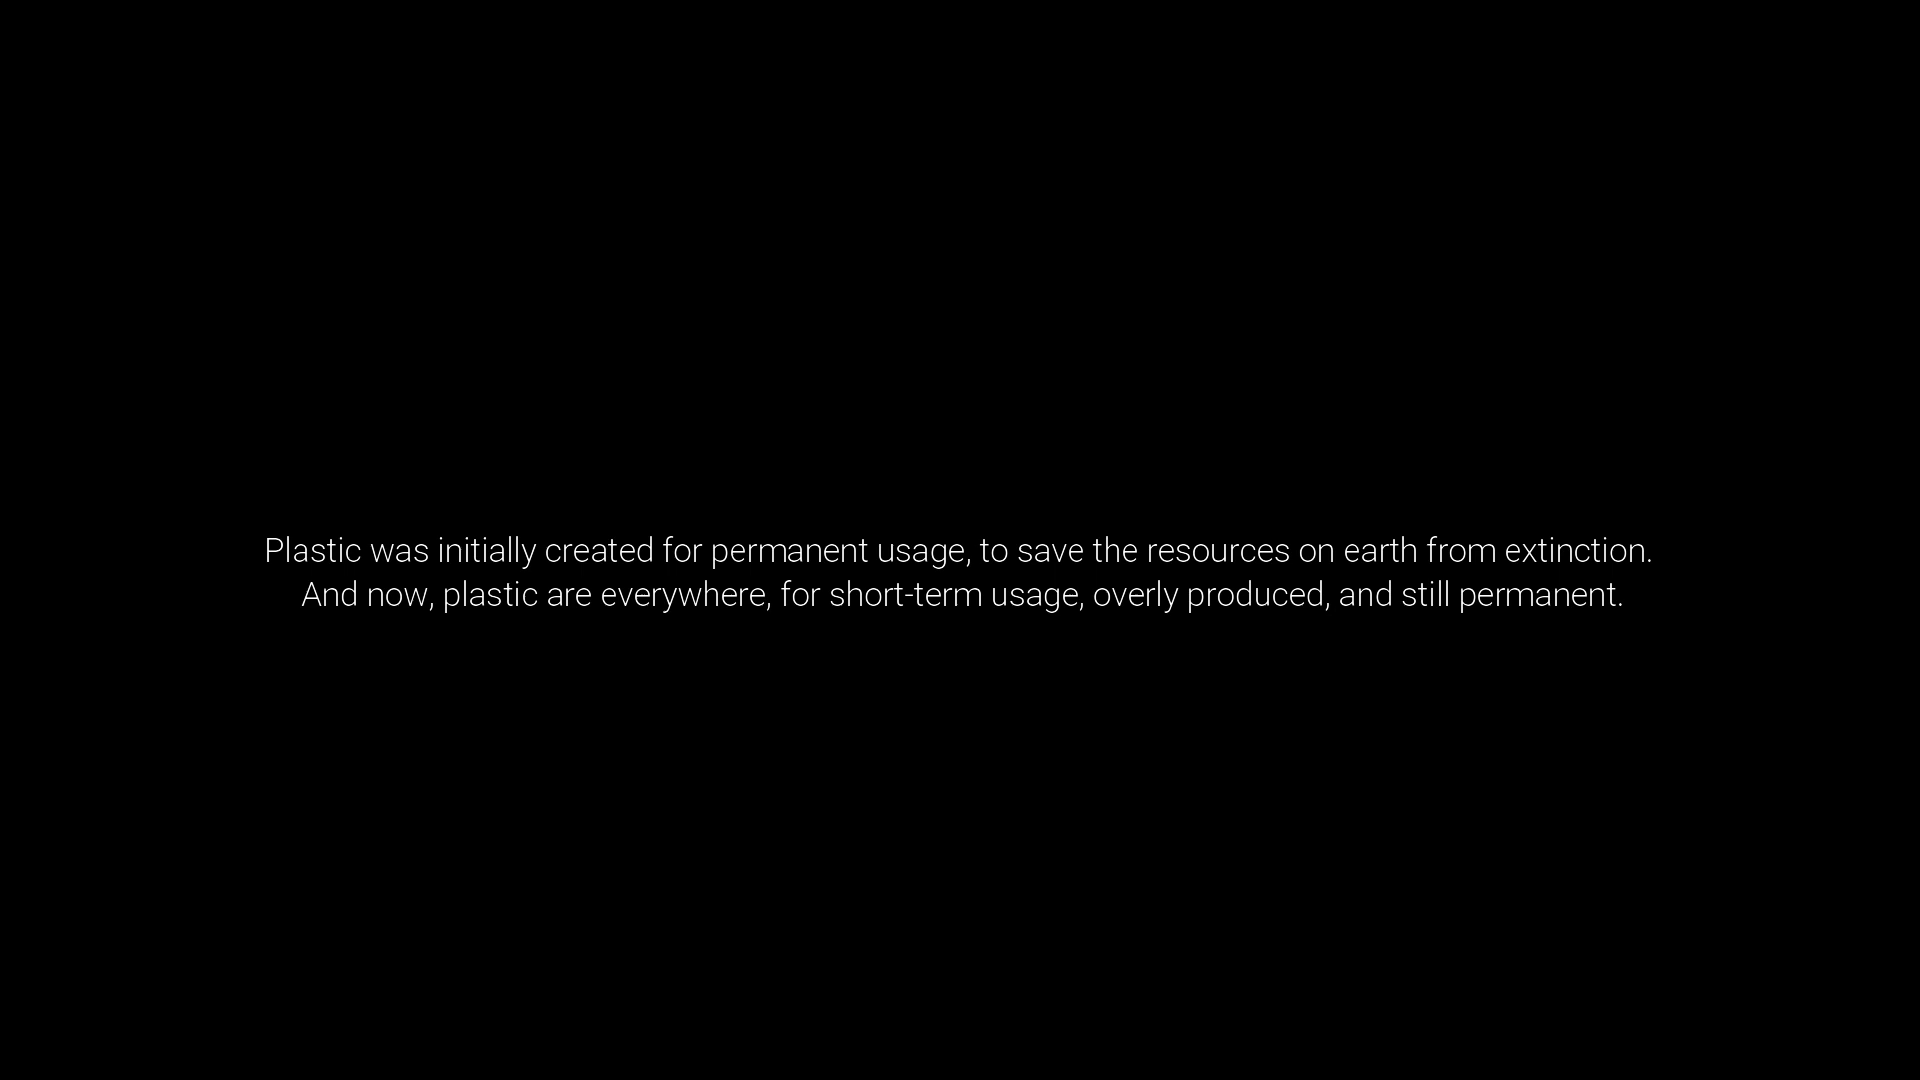 Plastic was initially created for permanent usage, to save the resources on earth from extinction.
And now, plastic are everywhere, for short-term usage, overly produced, and still permanent.